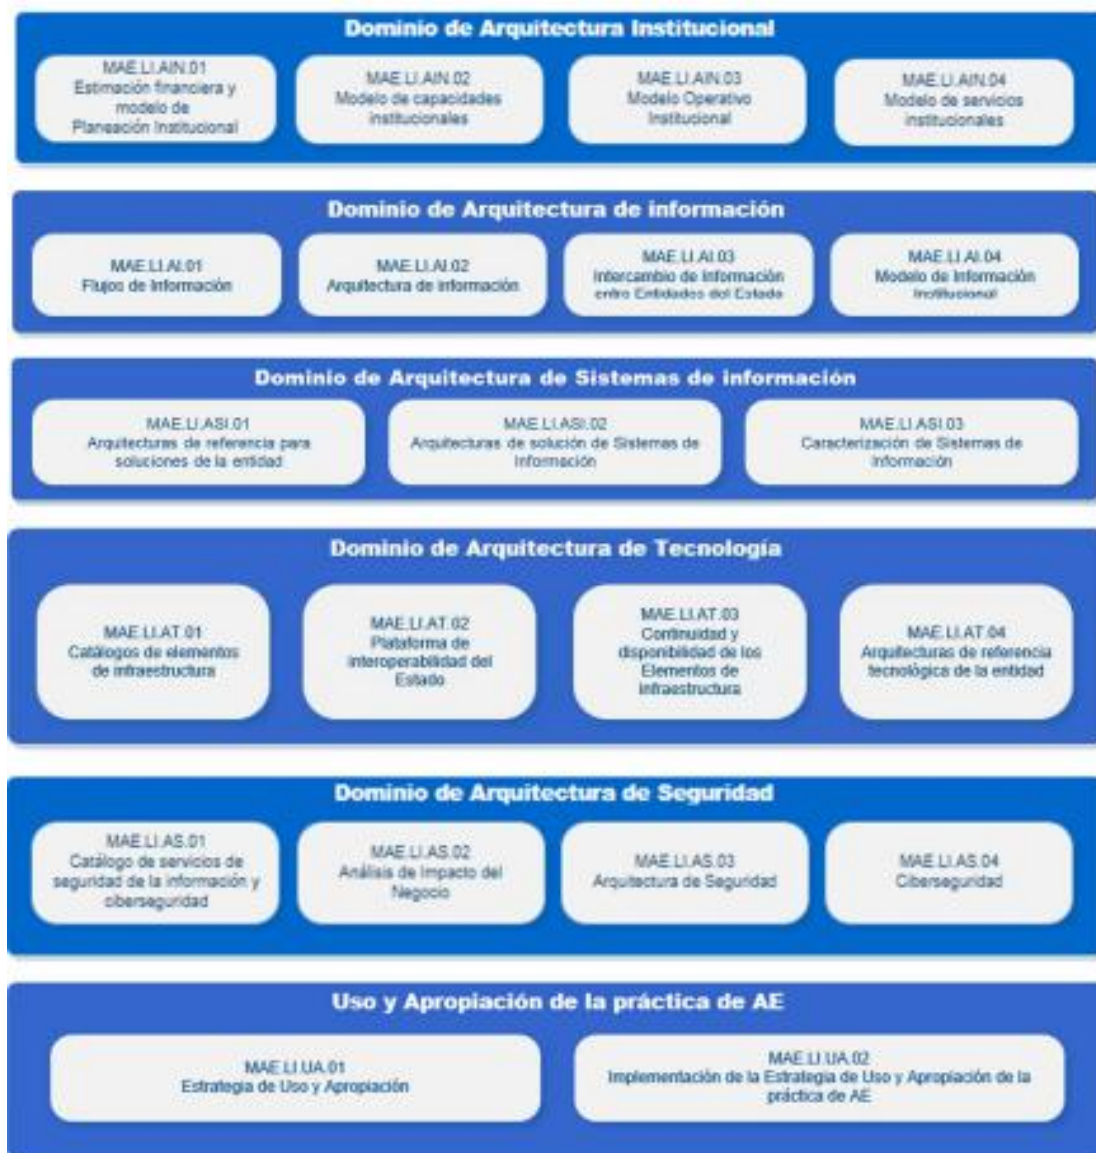 Dominio de Arquitectura Institucional
MAE.LI.AIN.01
Estimación financiera y
modelo de
Planeación Institucional
MAE.LI.AIN.02
Modelo de capacidades
institucionales
MAE.LI.AIN.03
Modelo Operativo
Institucional
MAE.LI.AIN.04
Modelo de servicios
institucionales
Dominio de Arquitectura de información
MAE.LI.AI.01
Flujos de Información
MAE.LI.AI.02
Arquitectura de información
MAE.LI.AI.03
Intercambio de Información
entre Entidades del Estado
MAE.LI.AI.04
Modelo de Información
Institucional
Dominio de Arquitectura de Sistemas de información
MAE.LI.ASI.01
Arquitecturas de referencia para
soluciones de la entidad
MAE.LI.ASI.02
Arquitecturas de solución de Sistemas de
Información
MAE.LI.ASI.03
Caracterización de Sistemas de
Información
Dominio de Arquitectura de Tecnología
MAE.LI.AT.01
Catálogos de elementos
de infraestructura
MAE.LI.AT.02
Plataforma de
interoperabilidad del
Estado
MAE.LI.AT.03
Continuidad y
disponibilidad de los
Elementos de
infraestructura
MAE.LI.AT.04
Arquitecturas de referencia
tecnológica de la entidad
Dominio de Arquitectura de Seguridad
MAE.LI.AS.01
Catálogo de servicios de
seguridad de la información y
ciberseguridad
MAE.LI.AS.02
Análisis de Impacto del
Negocio
MAE.LI.AS.03
Arquitectura de Seguridad
MAE.LI.AS.04
Ciberseguridad
Uso y Apropiación de la práctica de AE
MAE.LI.UA.01
Estrategia de Uso y Apropiación
MAE.LI.UA.02
Implementación de la Estrategia de Uso y Apropiación de la
práctica de AE